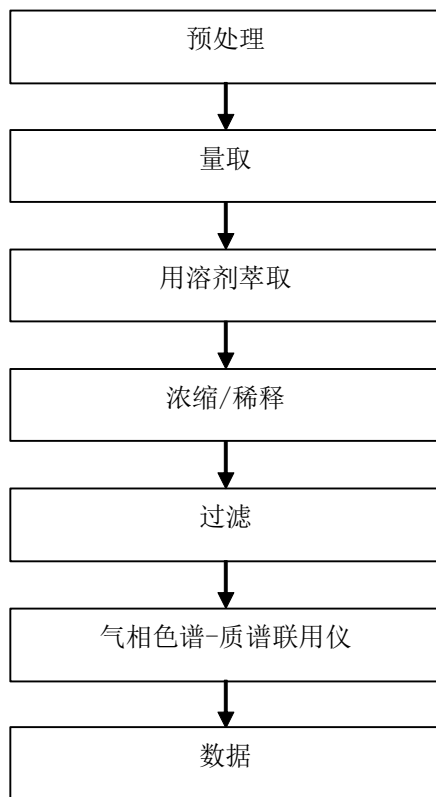 预处理
量取
用溶剂萃取
浓缩/稀释
过滤
气相色谱-质谱联用仪
数据